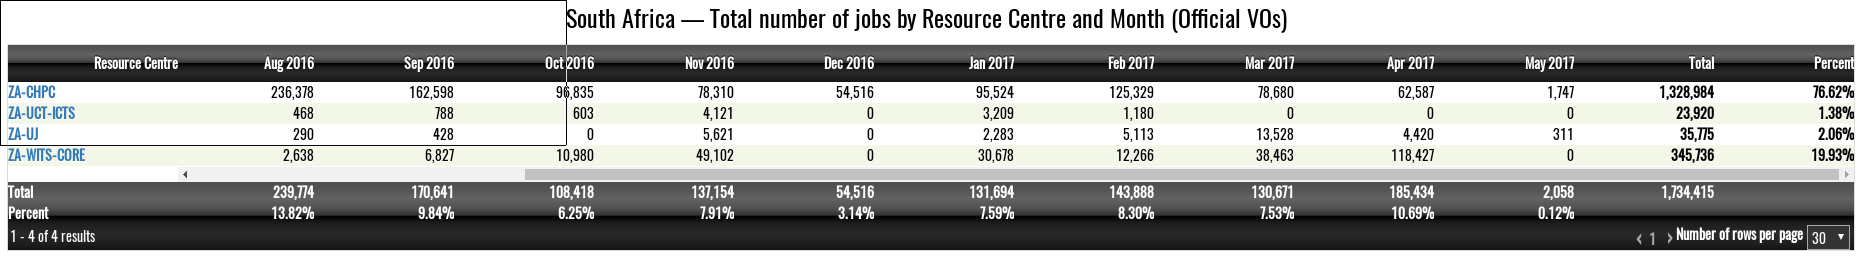 South Africa — Total number of jobs by Resource Centre and Month (Official VOs)
Resource Centre Aug 2016 Sep 2016 Oct 2016 Nov 2016 Dec 2016 Jan 2017 Feb 2017 Mar 2017 Apr 2017 May 2017 Total Percent
ZA-CHPC 236,378 162,598 96,835 78,310 54,516 95,524 125,329 78,680 62,587 1,747 1,328,984 76.62%
ZA-UCT-ICTS 468 788 603 4,121 0 3,209 1,180 0 0 0 23,920 1.38%
ZA-UJ 290 428 0 5,621 0 2,283 5,113 13,528 4,420 311 35,775 2.06%
ZA-WITS-CORE 2,638 6,827 10,980 49,102 0 30,678 12,266 38,463 118,427 0 345,736 19.93%
Total 239,774 170,641 108,418 137,154 54,516 131,694 143,888 130,671 185,434 2,058 1,734,415
Percent 13.82% 9.84% 6.25% 7.91% 3.14% 7.59% 8.30% 7.53% 10.69% 0.12%
1 - 4 of 4 results ‹ 1 › Number of rows per page 30